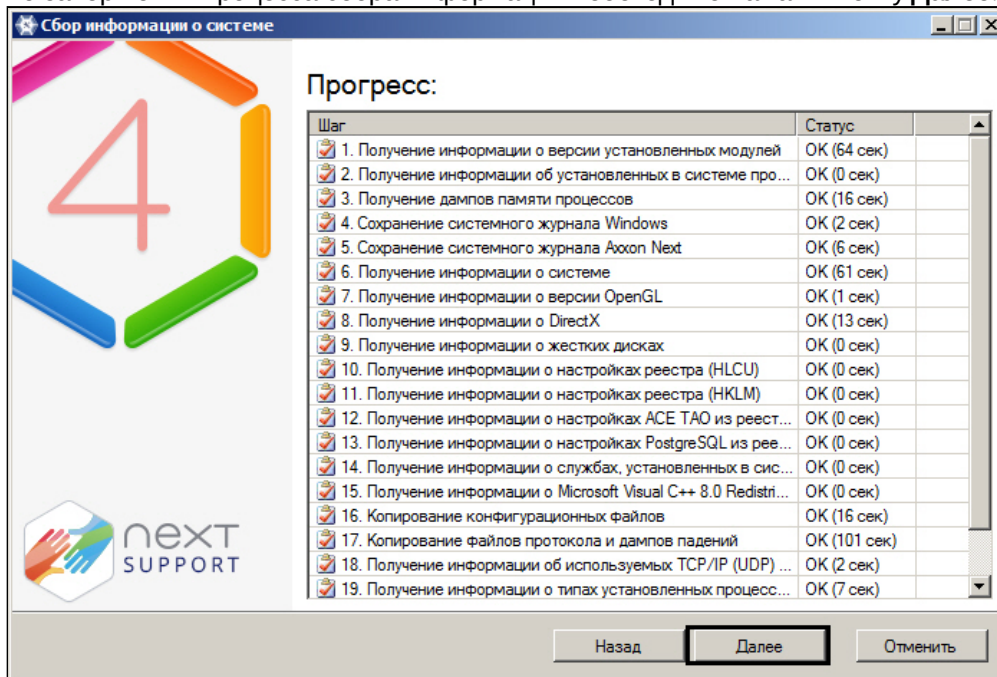 Сбор информации о системе
4
Прогресс:
Шаг Статус
1. Получение информации о версии установленных модулей OK (64 сек)
2. Получение информации об установленных в системе про... OK (0 сек)
3. Получение дампов памяти процессов OK (16 сек)
4. Сохранение системного журнала Windows OK (2 сек)
5. Сохранение системного журнала Axxon Next OK (6 сек)
6. Получение информации о системе OK (61 сек)
7. Получение информации о версии OpenGL OK (1 сек)
8. Получение информации о DirectX OK (13 сек)
9. Получение информации о жестких дисках OK (0 сек)
10. Получение информации о настройках реестра (HLCU) OK (0 сек)
11. Получение информации о настройках реестра (HKLM) OK (0 сек)
12. Получение информации о настройках ACE TAO из реест... OK (0 сек)
13. Получение информации о настройках PostgreSQL из рее... OK (0 сек)
14. Получение информации о службах, установленных в сис... OK (0 сек)
15. Получение информации о Microsoft Visual C++ 8.0 Redistri... OK (0 сек)
16. Копирование конфигурационных файлов OK (16 сек)
17. Копирование файлов протокола и дампов падений OK (101 сек)
18. Получение информации об используемых TCP/IP (UDP) ... OK (2 сек)
19. Получение информации о типах установленных процесс... OK (7 сек)
next
SUPPORT
Назад Далее Отменить